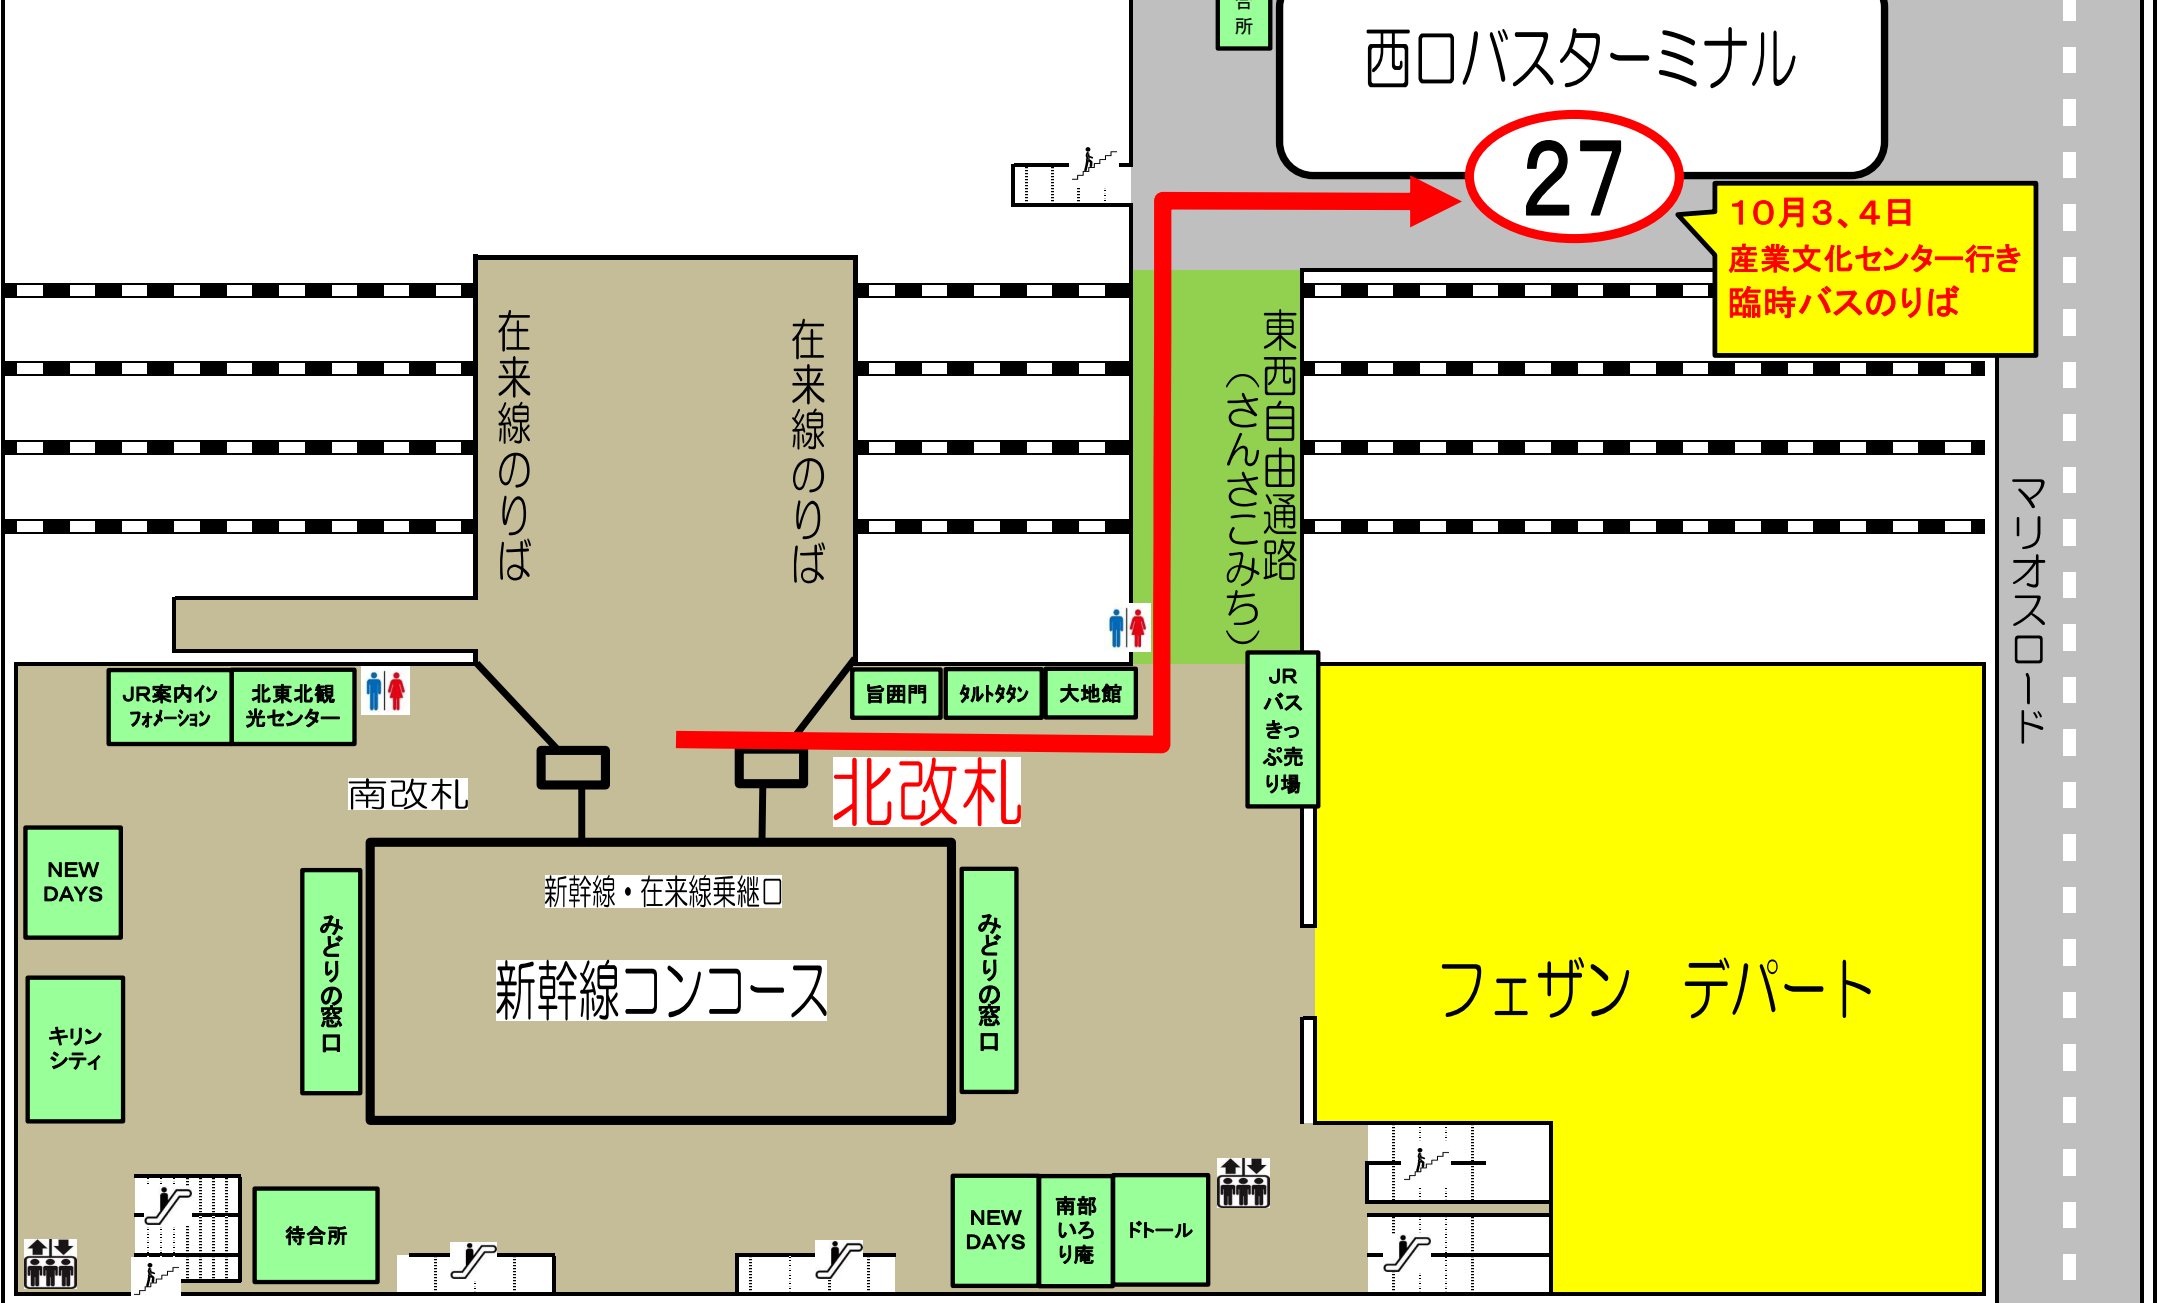 合
所
西口バスターミナル
27
10月3、4日
産業文化センター行き
臨時バスのりば
在来線のりば
在来線のりば
東西自由通路
（さんさこみち）
マリオスロード
JR案内イン
フォメーション
北東北観
光センター
旨囲門
タルトタタン
大地館
JR
バス
きっ
ぷ売
り場
南改札
北改札
NEW
DAYS
キリン
シティ
みどりの窓口
新幹線・在来線乗継口
新幹線コンコース
みどりの窓口
フェザン デパート
待合所
NEW
DAYS
南部
いろ
り庵
ドトール